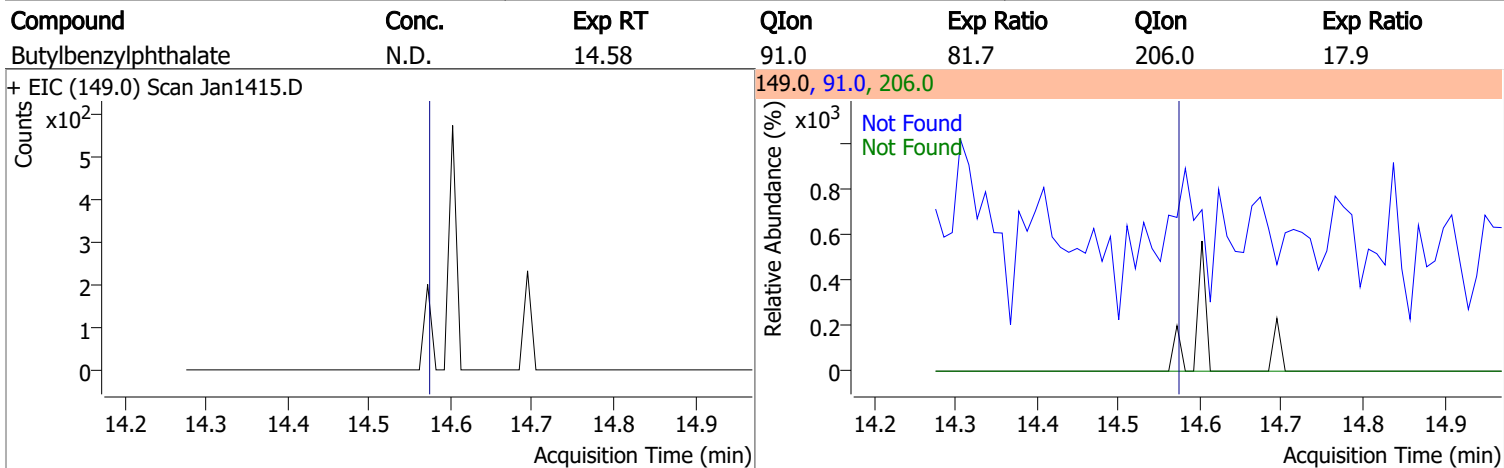 Compound Conc. Exp RT QIon Exp Ratio QIon Exp Ratio
Butylbenzylphthalate N.D. 14.58 91.0 81.7 206.0 17.9
+ EIC (149.0) Scan Jan1415.D
Counts
x10²
5
4
3
2
1
0
14.2 14.3 14.4 14.5 14.6 14.7 14.8 14.9
Acquisition Time (min)
149.0, 91.0, 206.0
Relative Abundance (%)
x10³
Not Found
Not Found
0.8
0.6
0.4
0.2
0
14.2 14.3 14.4 14.5 14.6 14.7 14.8 14.9
Acquisition Time (min)